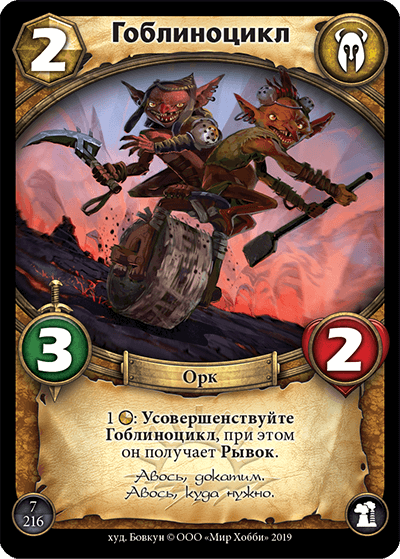 2
Гоблиноцикл
3
2
Орк
1 : Усовершенствуйте
Гоблиноцикл, при этом
он получает Рывок.
Авось, докатим.
Авось, куда нужно.
7
216
худ. Бовкун © ООО «Мир Хобби» 2019